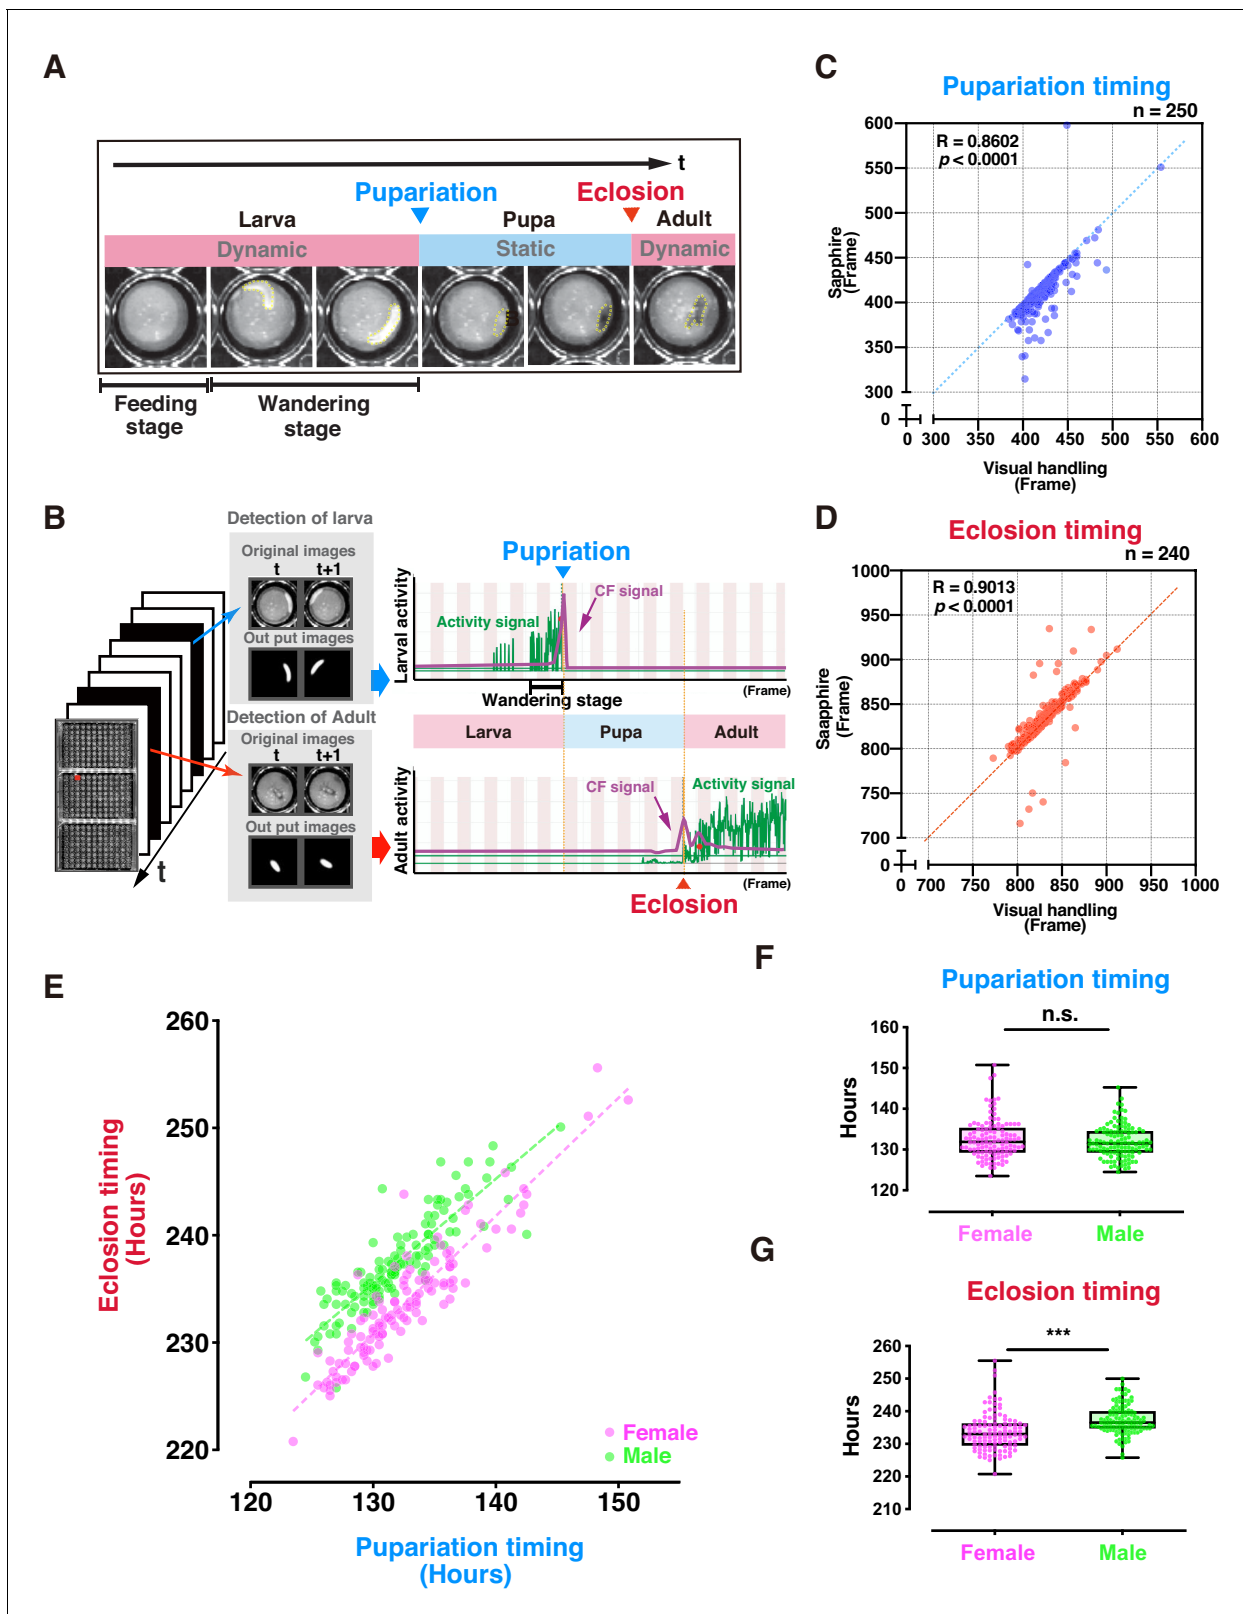 A
t
Pupariation
Eclosion
Larva
Pupa
Adult
Dynamic
Static
Dynamic
Feeding
stage
Wandering
stage
B
Detection of larva
Original images
t
t+1
Out put images
Detection of Adult
Original images
t
t+1
Out put images
t
Pupriation
Larval activity
Activity signal
CF signal
Wandering stage
(Frame)
Larva
Pupa
Adult
Adult activity
CF signal
Activity signal
(Frame)
Eclosion
C
Pupariation timing
n = 250
R = 0.8602
p < 0.0001
Sapphire
(Frame)
600
550
500
450
400
350
300
0
0
300
350
400
450
500
550
600
Visual handling
(Frame)
D
Eclosion timing
n = 240
R = 0.9013
p < 0.0001
Saapphire
(Frame)
1000
950
900
850
800
750
700
0
0
700
750
800
850
900
950
1000
Visual handling
(Frame)
E
Eclosion timing
(Hours)
260
250
240
230
220
Female
Male
120
130
140
150
Pupariation timing
(Hours)
F
Pupariation timing
n.s.
Hours
160
150
140
130
120
Female
Male
G
Eclosion timing
***
Hours
260
250
240
230
220
210
Female
Male